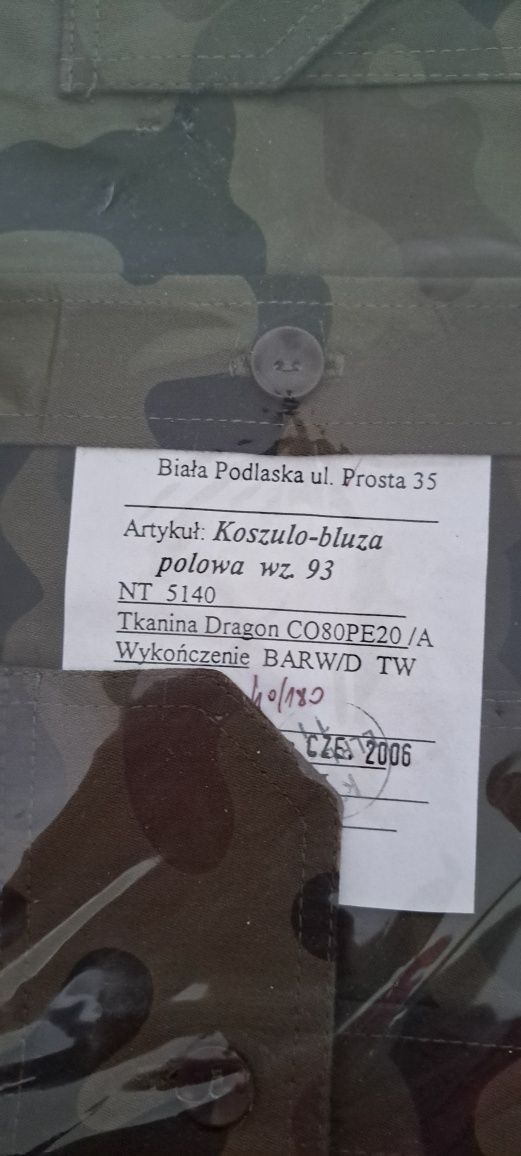 Biała Podlaska ul. Prosta 35
Artykuł: Koszulo-bluza
polowa wz. 93
NT 5140
Tkanina Dragon CO80PE20 /A
Wykończenie BARW/D TW
40/180
CZE. 2006